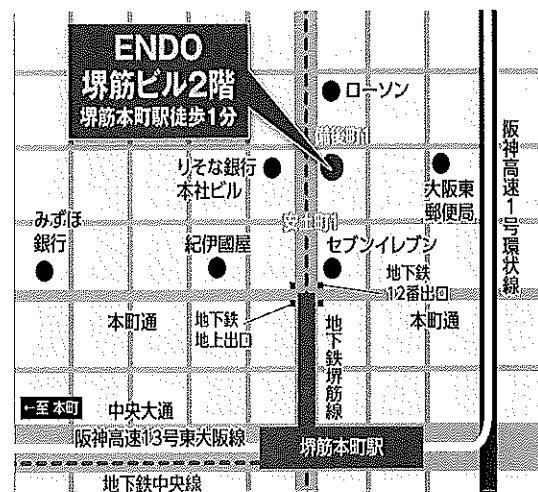 ENDO
堺筋ビル2階
堺筋本町駅徒歩1分
ローソン
備後町1
りそな銀行
本社ビル
大阪東
郵便局
阪神高速1号環状線
みずほ
銀行
紀伊國屋
安土町1
セブンイレブン
地下鉄
12番出口
本町通
地下鉄
地上出口
地下鉄堺筋線
本町通
←至 本町
中央大通
阪神高速13号東大阪線
堺筋本町駅
地下鉄中央線